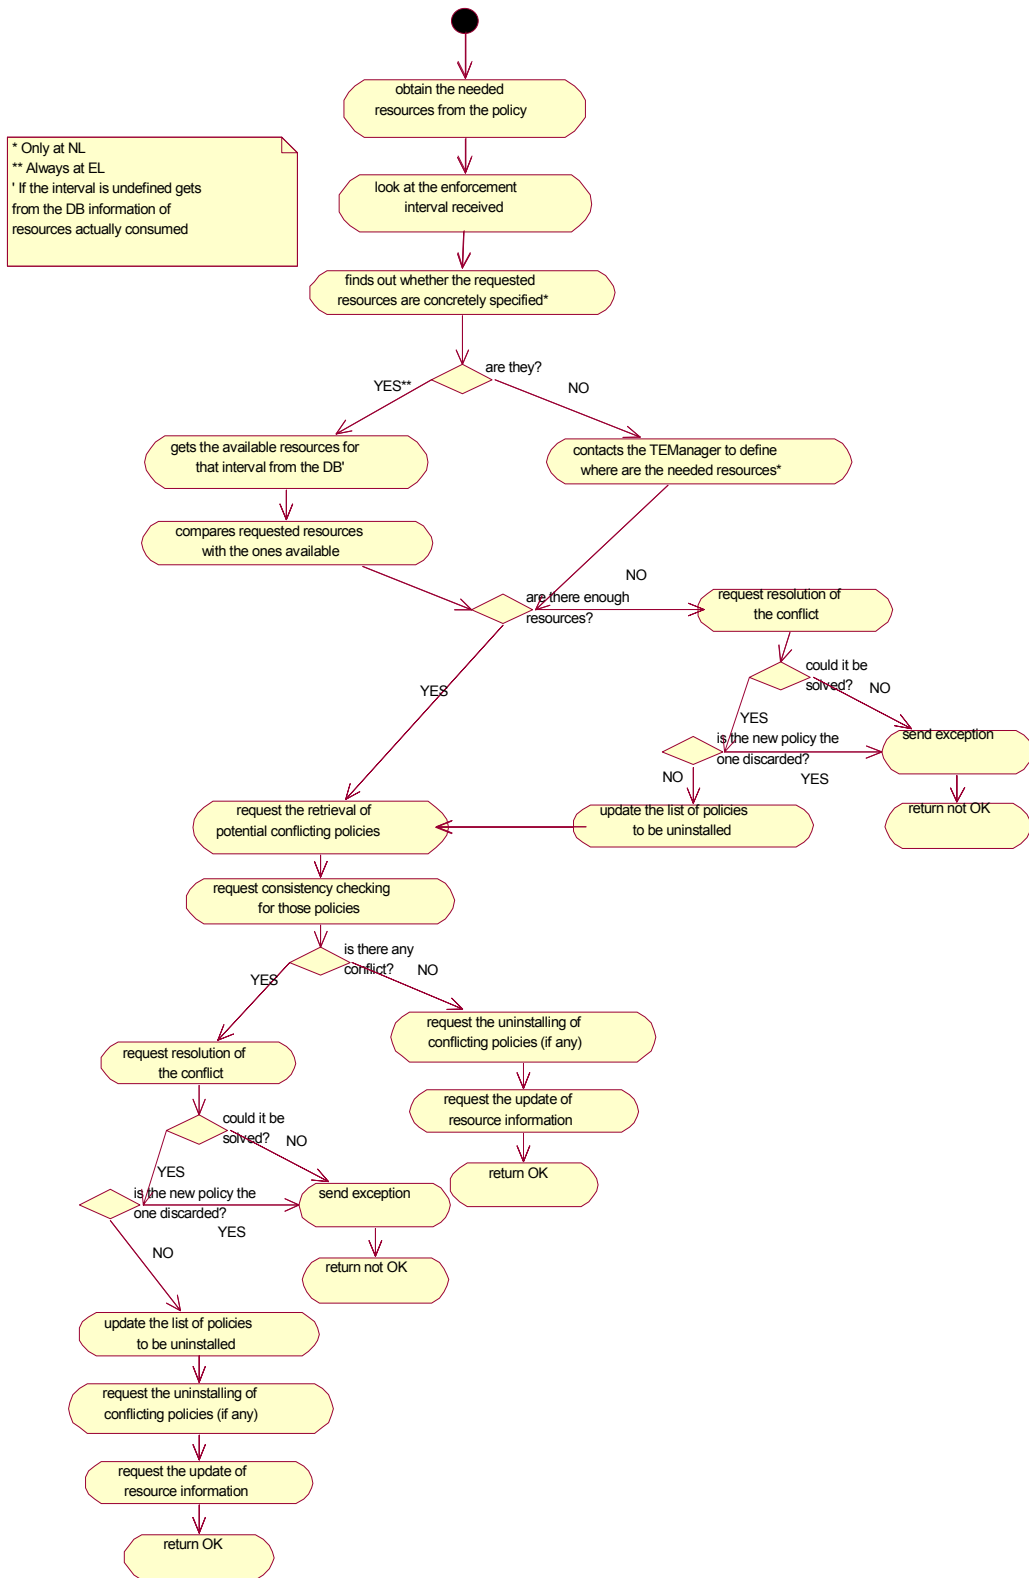 obtain the needed
resources from the policy
* Only at NL
** Always at EL
' If the interval is undefined gets
from the DB information of
resources actually consumed
look at the enforcement
interval received
finds out whether the requested
resources are concretely specified*
are they?
YES**
NO
gets the available resources for
that interval from the DB'
contacts the TEManager to define
where are the needed resources*
compares requested resources
with the ones available
NO
are there enough
resources?
request resolution of
the conflict
YES
could it be
solved?
NO
YES
is the new policy the
one discarded?
send exception
NO
YES
request the retrieval of
potential conflicting policies
update the list of policies
to be uninstalled
return not OK
request consistency checking
for those policies
is there any
conflict?
YES
NO
request the uninstalling of
conflicting policies (if any)
request resolution of
the conflict
request the update of
resource information
could it be
solved?
NO
YES
return OK
is the new policy the
one discarded?
send exception
YES
NO
return not OK
update the list of policies
to be uninstalled
request the uninstalling of
conflicting policies (if any)
request the update of
resource information
return OK